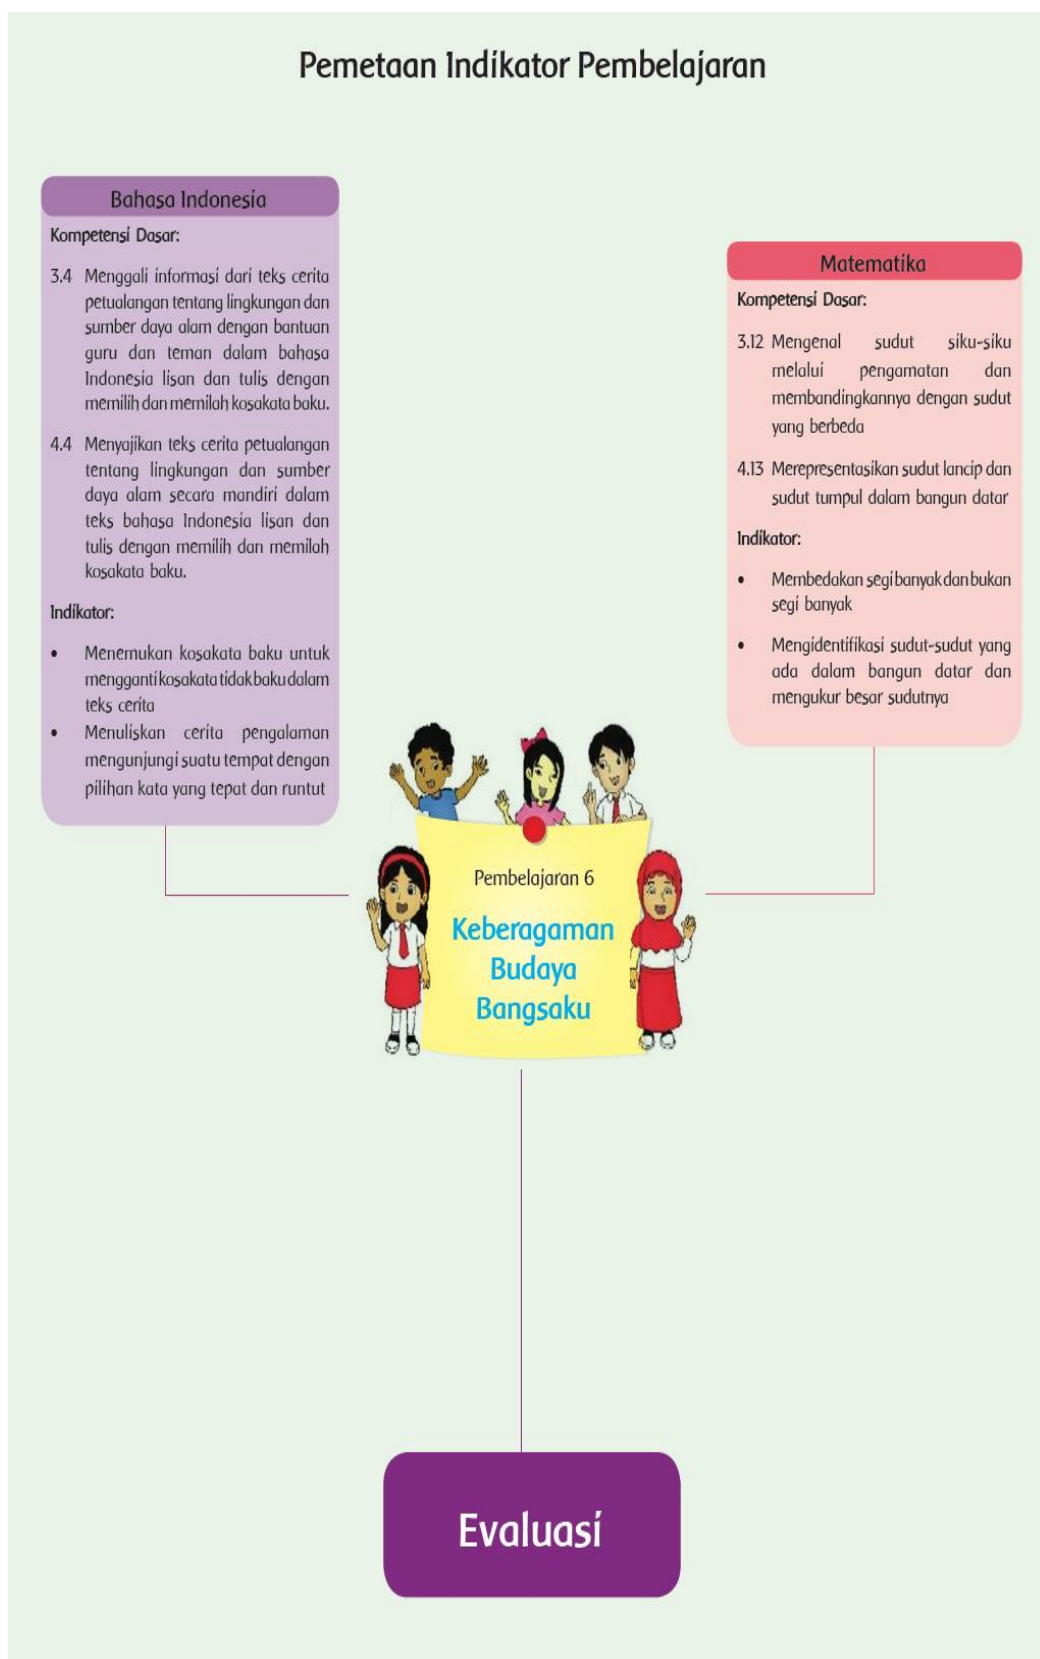 Pemetaan Indikator Pembelajaran
Bahasa Indonesia
Kompetensi Dasar:
3.4 Menggali informasi dari teks cerita
petualangan tentang lingkungan dan
sumber daya alam dengan bantuan
guru dan teman dalam bahasa
Indonesia lisan dan tulis dengan
memilih dan memilah kosakata baku.
4.4 Menyajikan teks cerita petualangan
tentang lingkungan dan sumber
daya alam secara mandiri dalam
teks bahasa Indonesia lisan dan
tulis dengan memilih dan memilah
kosakata baku.
Indikator:
• Menemukan kosakata baku untuk
mengganti kosakata tidak baku dalam
teks cerita
• Menuliskan cerita pengalaman
mengunjungi suatu tempat dengan
pilihan kata yang tepat dan runtut
Matematika
Kompetensi Dasar:
3.12 Mengenal sudut siku-siku
melalui pengamatan dan
membandingkannya dengan sudut
yang berbeda
4.13 Merepresentasikan sudut lancip dan
sudut tumpul dalam bangun datar
Indikator:
• Membedakan segi banyak dan bukan
segi banyak
• Mengidentifikasi sudut-sudut yang
ada dalam bangun datar dan
mengukur besar sudutnya
Pembelajaran 6
Keberagaman
Budaya
Bangsaku
Evaluasi